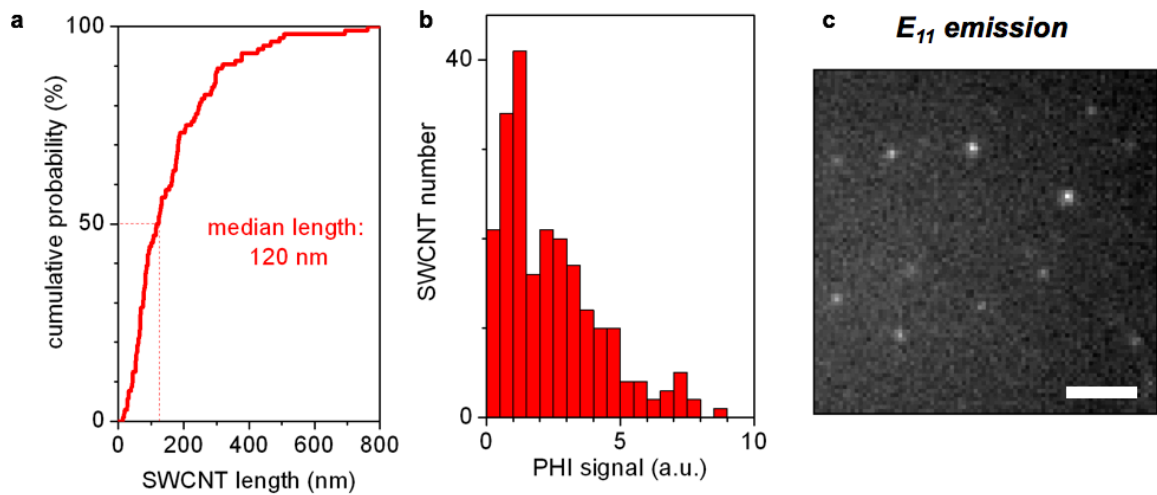 a
cumulative probability (%)
100
50
0
median length:
120 nm
0 200 400 600 800
SWCNT length (nm)
b
SWCNT number
40
0
0 5 10
PHI signal (a.u.)
c
E11 emission